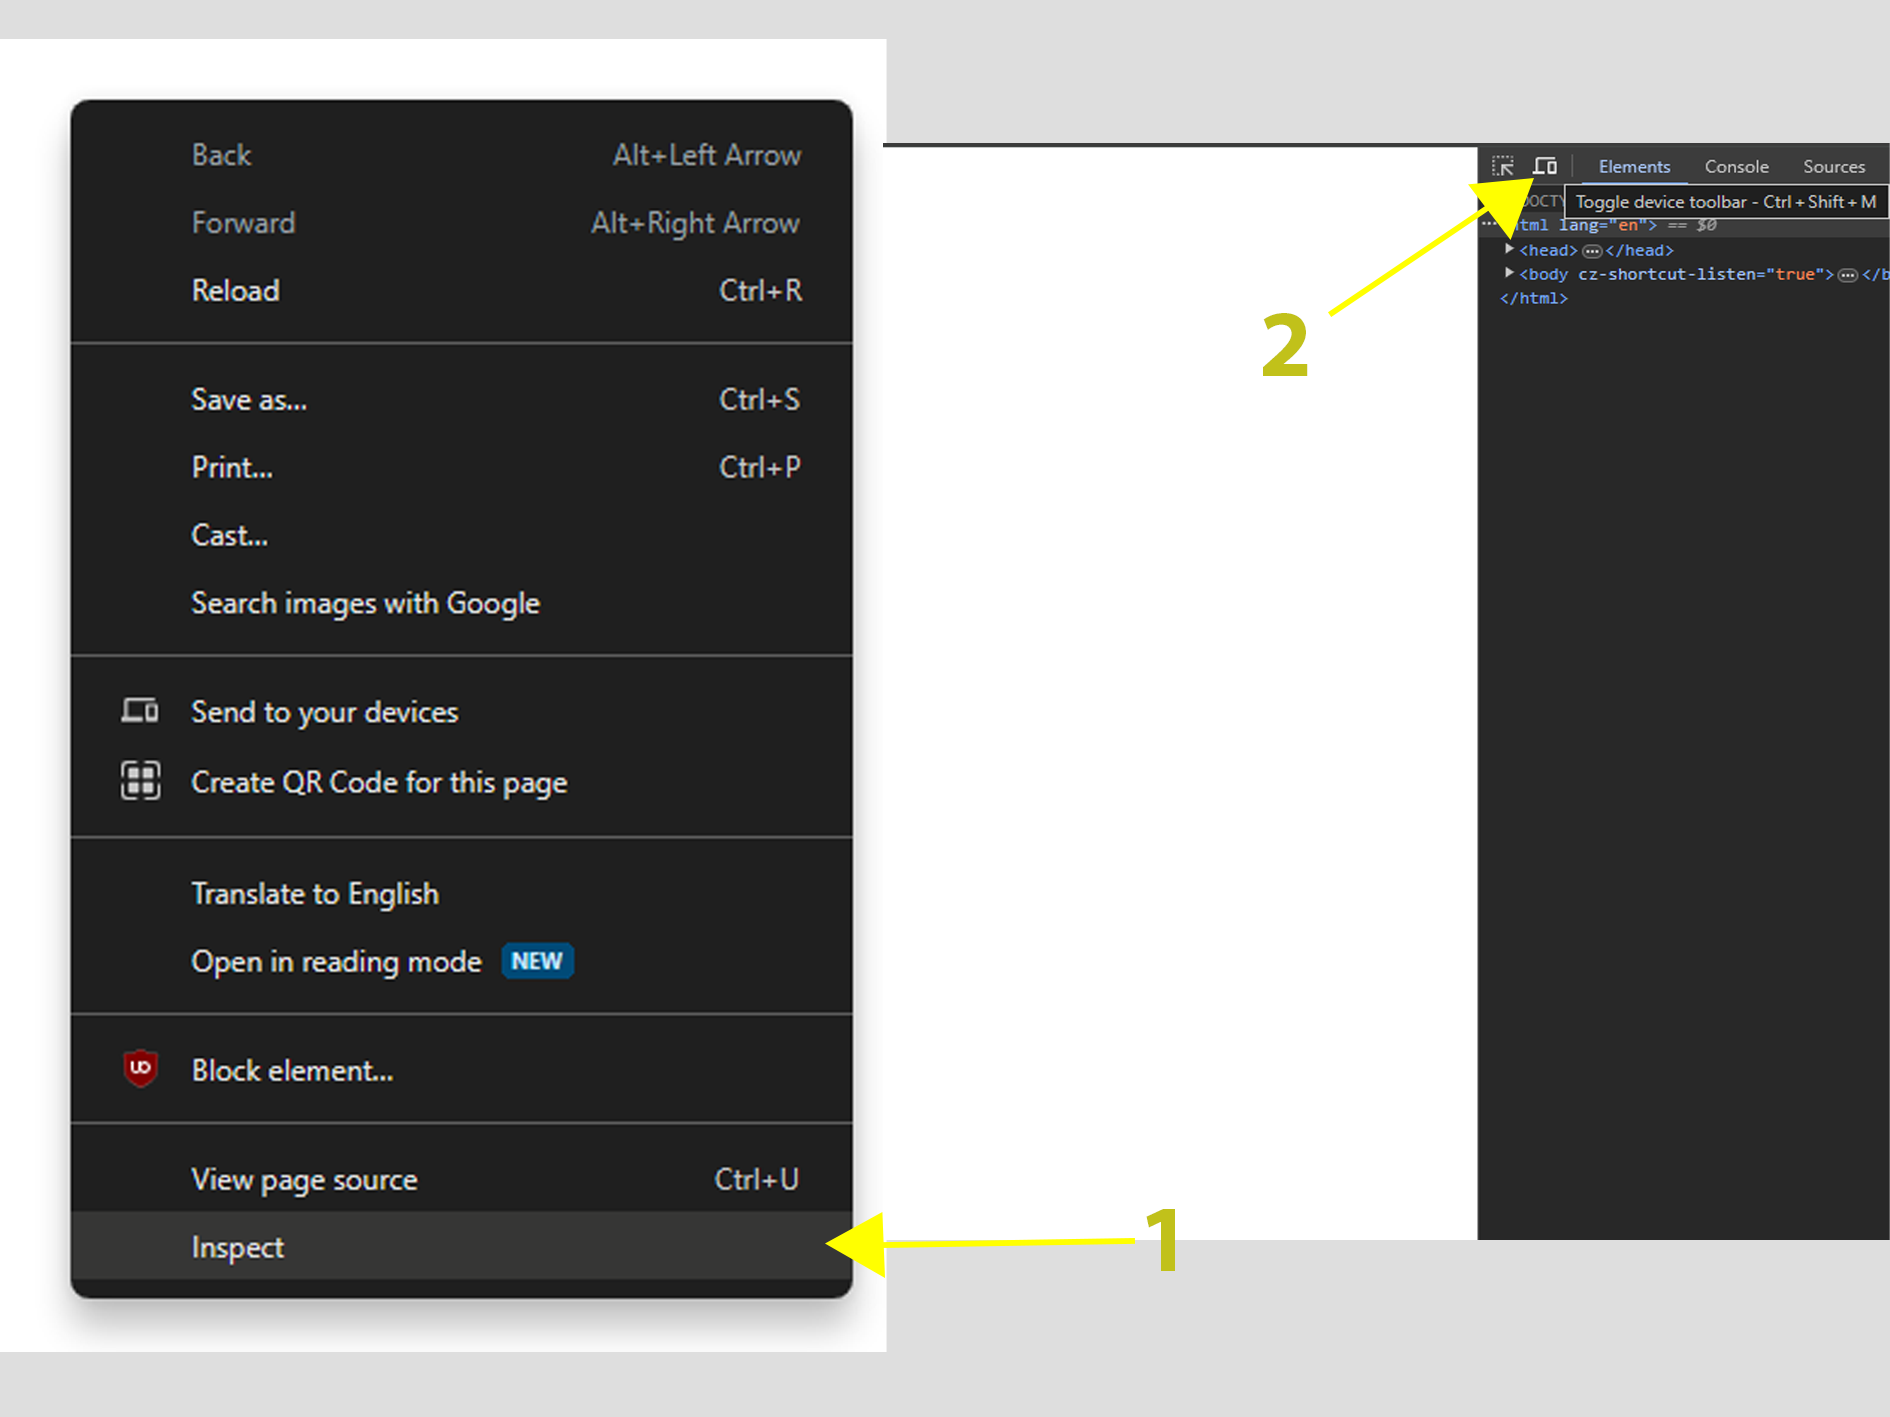 Back Alt+Left Arrow
Forward Alt+Right Arrow
Reload Ctrl+R
Save as... Ctrl+S
Print... Ctrl+P
Cast...
Search images with Google
Send to your devices
Create QR Code for this page
Translate to English
Open in reading mode NEW
Block element...
View page source Ctrl+U
Inspect
1
2
Elements Console Sources
Toggle device toolbar - Ctrl + Shift + M
html lang="en"> == $0
<head>…</head>
<body cz-shortcut-listen="true">…</b
</html>